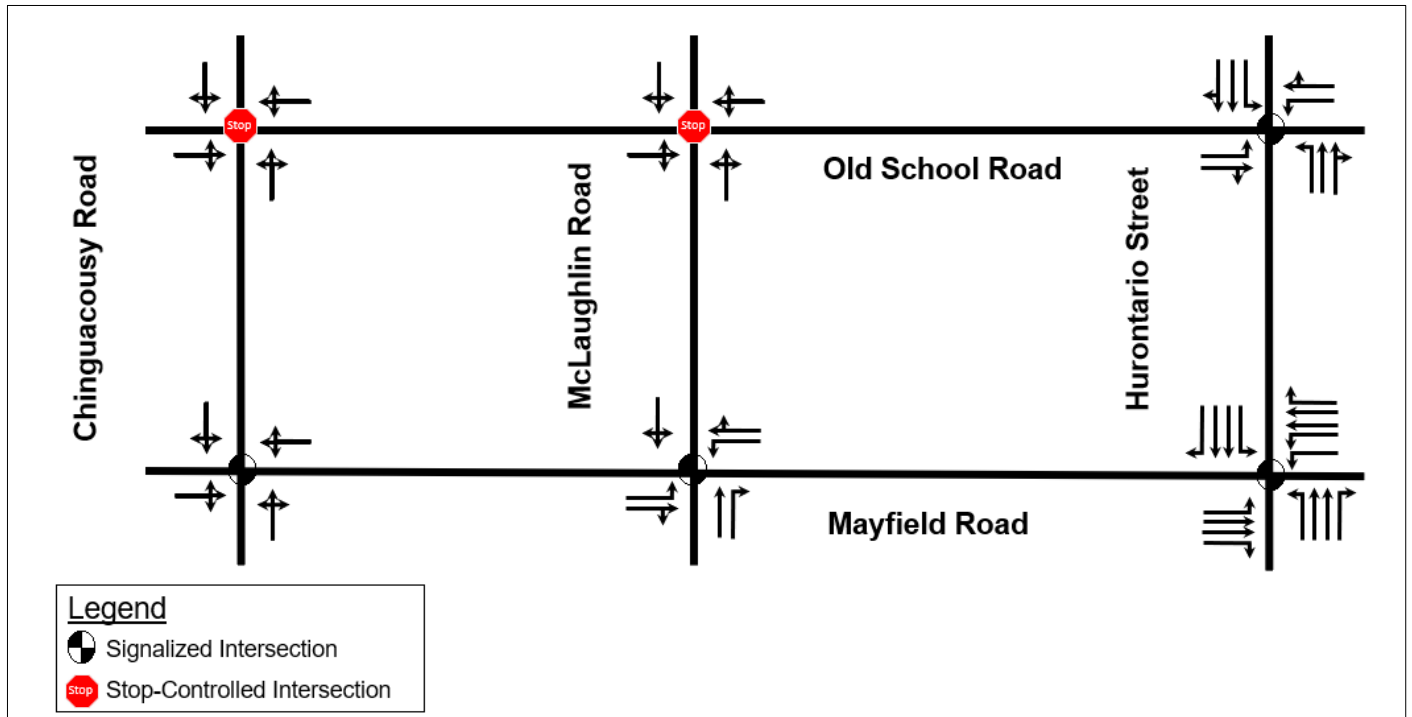 Stop
Stop
Old School Road
Chinguacousy Road
McLaughlin Road
Hurontario Street
Mayfield Road
Legend
Signalized Intersection
Stop
Stop-Controlled Intersection